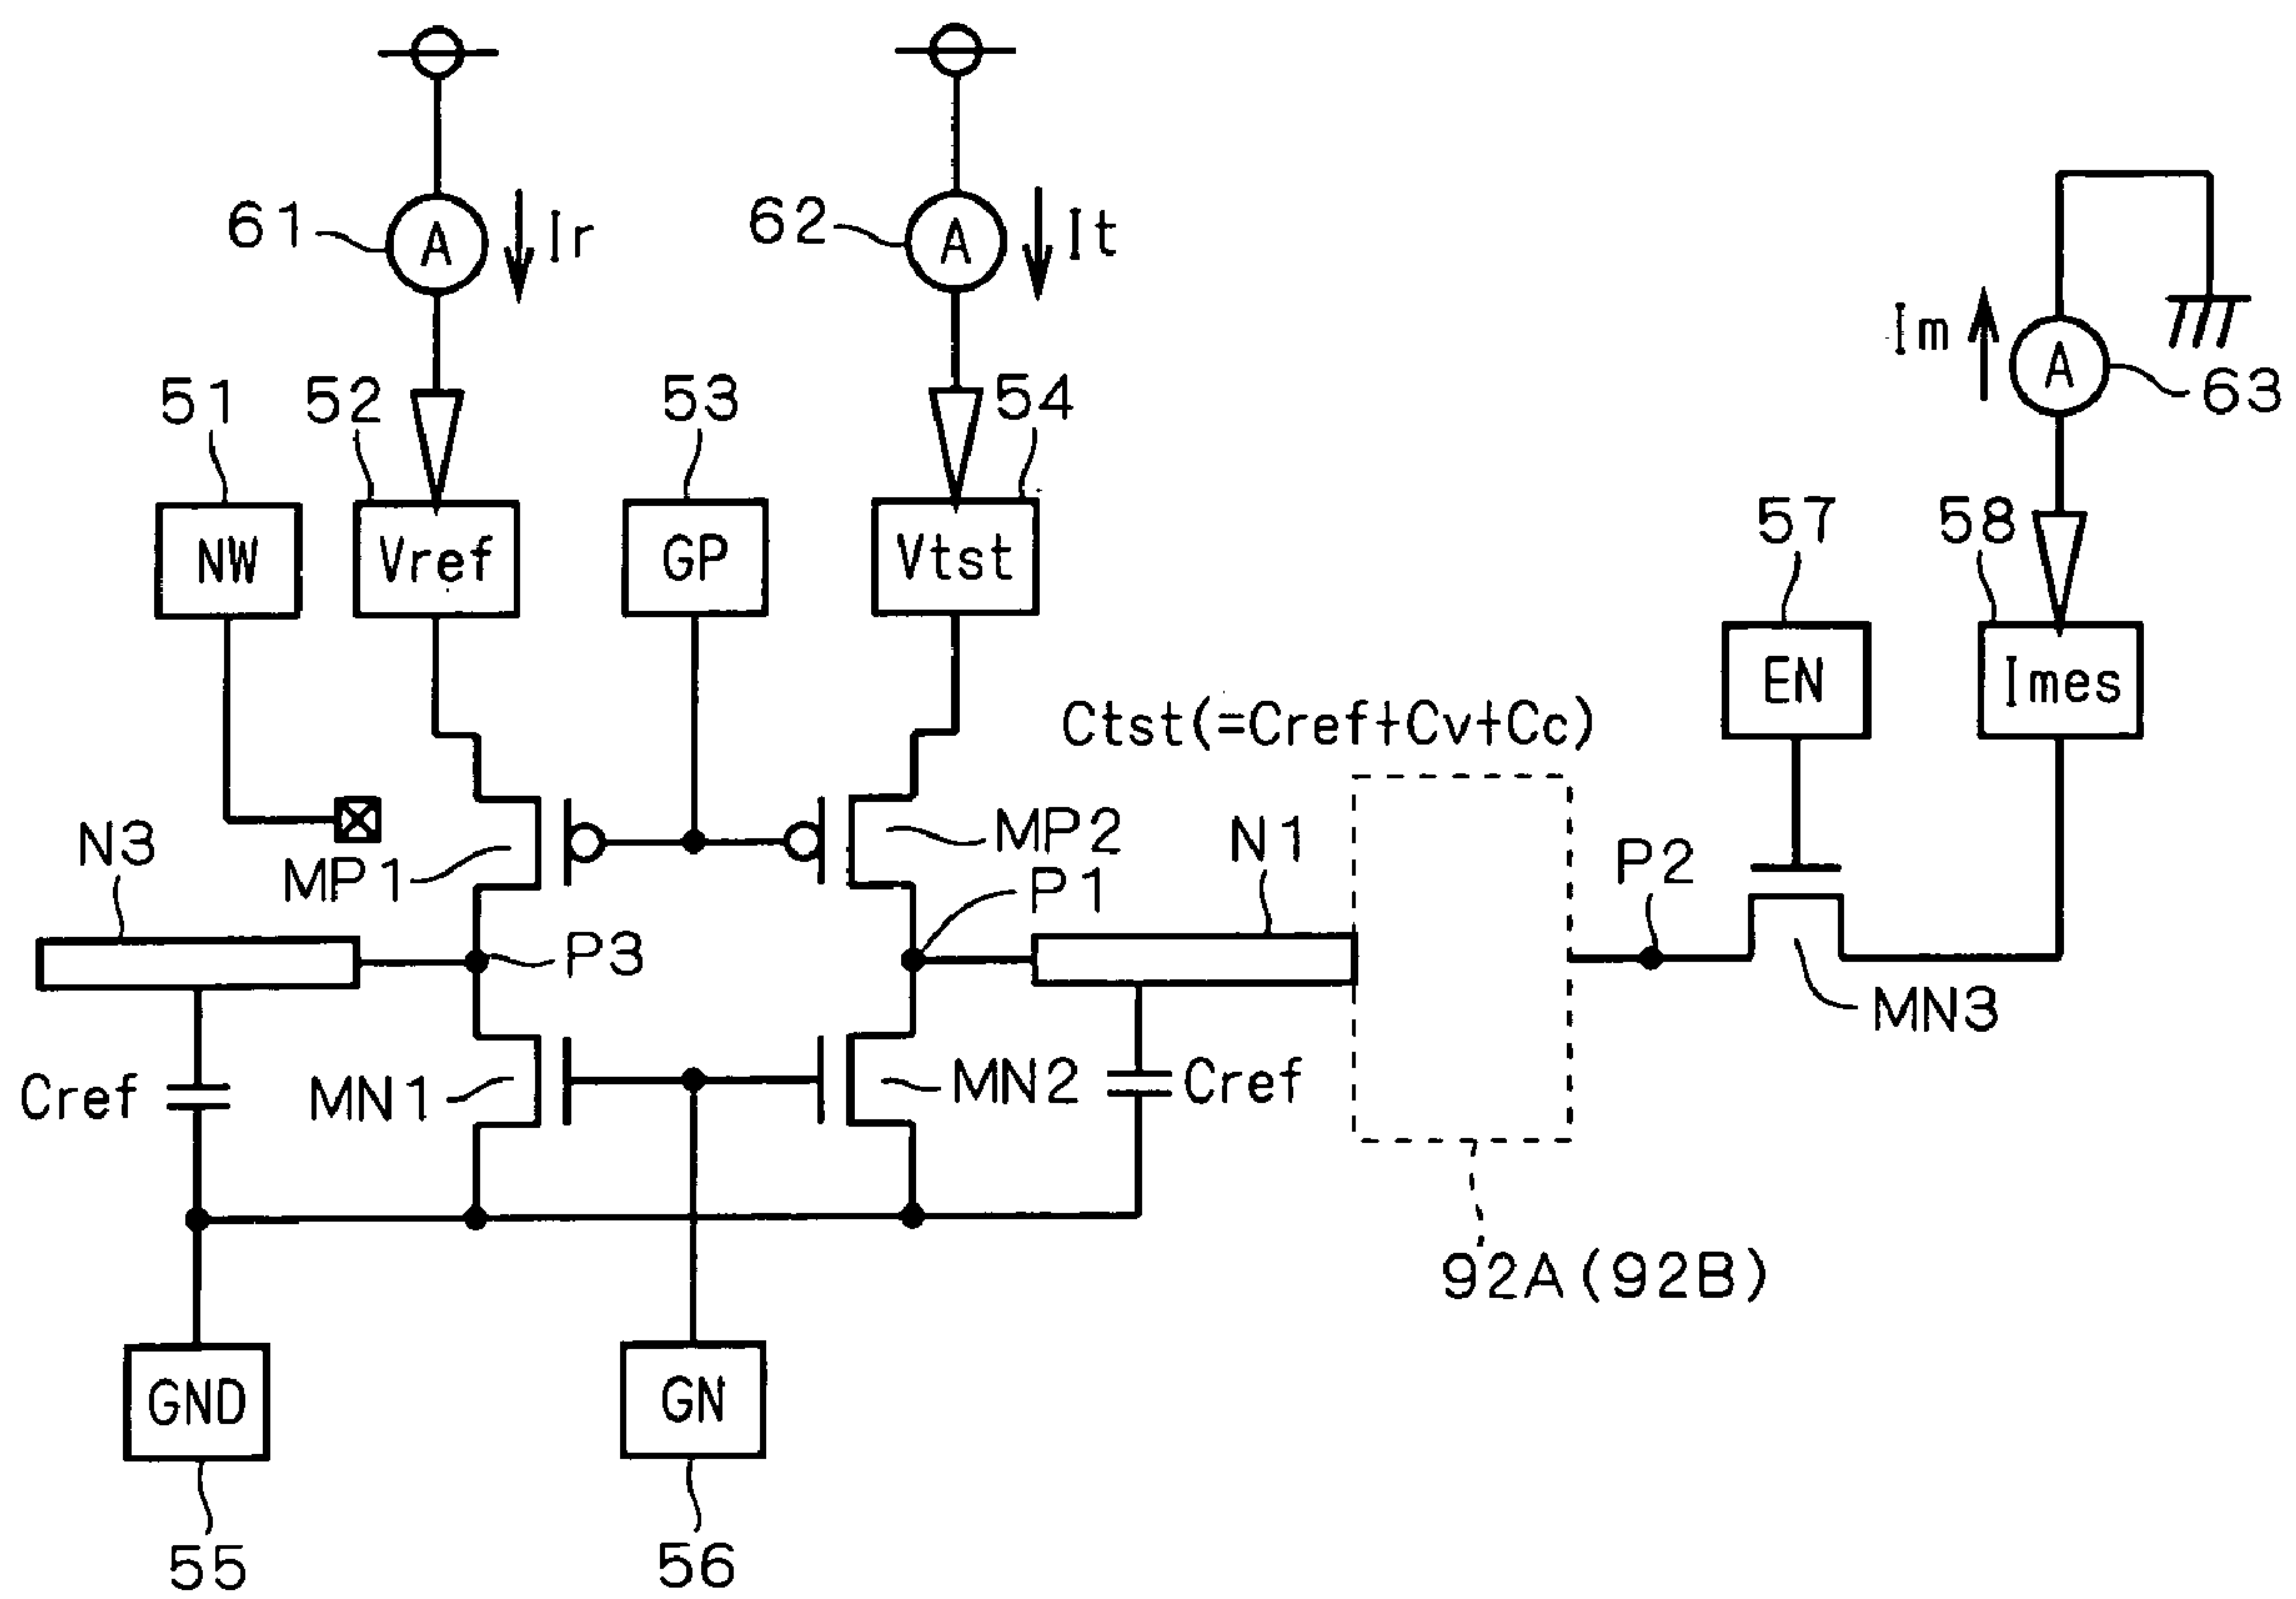 61
A
Ir
62
A
It
Im
A
63
51
52
53
54
NW
Vref
GP
Vtst
57
58
EN
Imes
Ctst(=Cref+Cv+Cc)
N3
MP1
MP2
N1
P1
P2
P3
MN3
Cref
MN1
MN2
Cref
92A(92B)
GND
GN
55
56